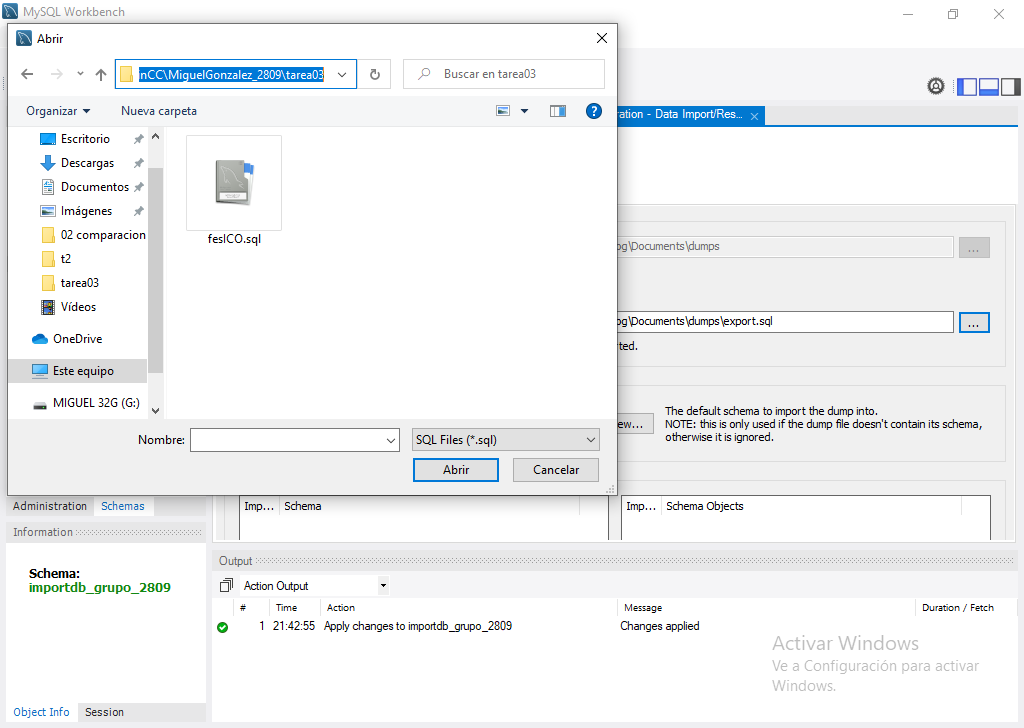 MySQL Workbench
Abrir
nCC\MiguelGonzalez_2809\tarea03
Buscar en tarea03
Organizar
Nueva carpeta
Escritorio
Descargas
Documentos
Imágenes
02 comparacion
t2
tarea03
Vídeos
OneDrive
Este equipo
MIGUEL 32G (G:)
fesICO.sql
Nombre:
SQL Files (*.sql)
Abrir
Cancelar
ration - Data Import/Res...
og\Documents\dumps
...
og\Documents\dumps\export.sql
...
ted.
ew...
The default schema to import the dump into.
NOTE: this is only used if the dump file doesn't contain its schema,
otherwise it is ignored.
Administration
Schemas
Imp...
Schema
Imp...
Schema Objects
Information
Schema:
importdb_grupo_2809
Output
Action Output
# Time Action Message Duration / Fetch
1 21:42:55 Apply changes to importdb_grupo_2809 Changes applied
Activar Windows
Ve a Configuración para activar
Windows.
Object Info
Session